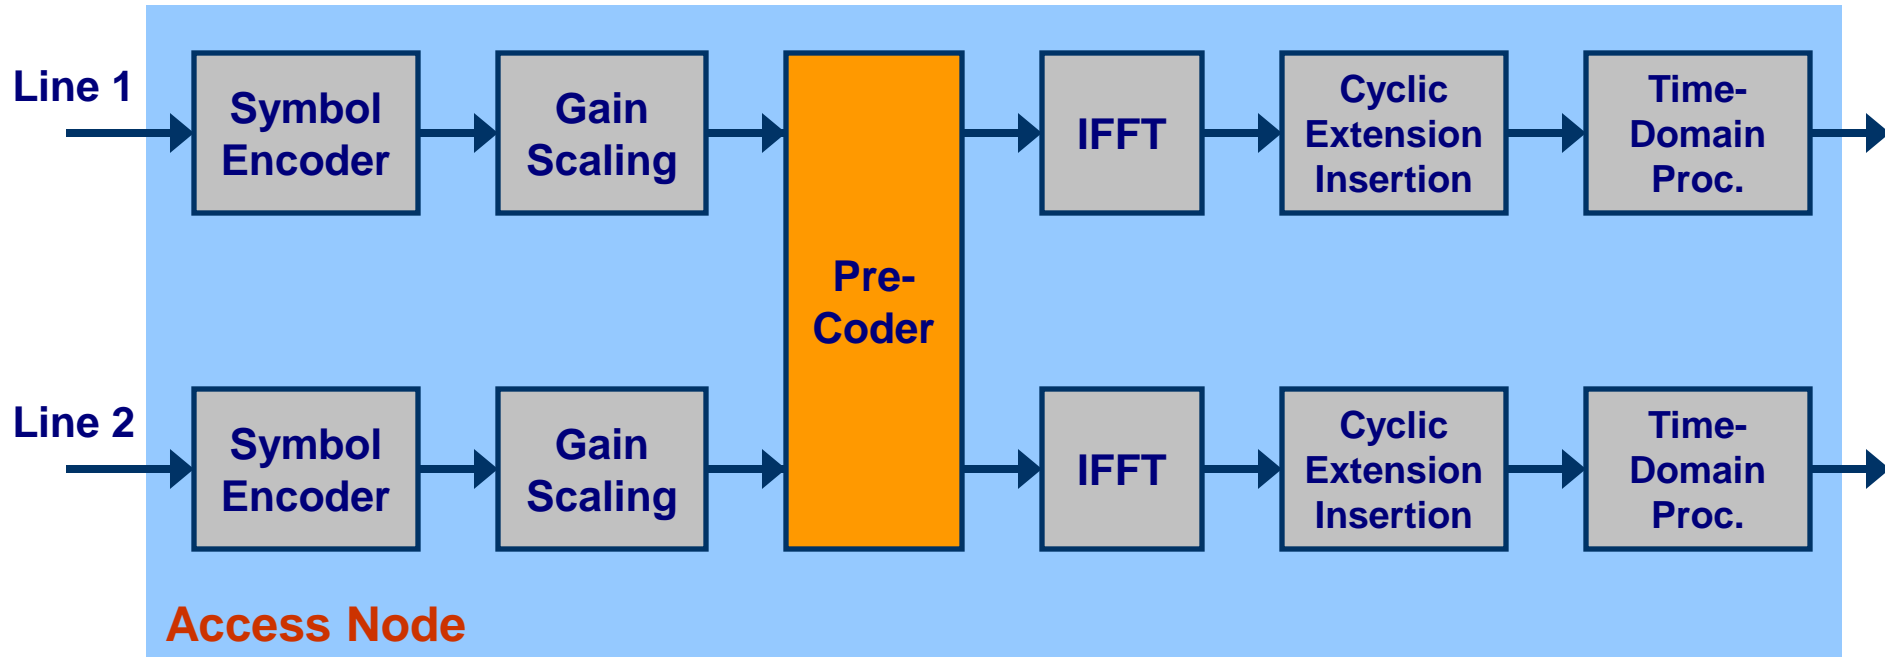 Line 1
Symbol
Encoder
Gain
Scaling
Pre-
Coder
IFFT
Cyclic
Extension
Insertion
Time-
Domain
Proc.
Line 2
Symbol
Encoder
Gain
Scaling
IFFT
Cyclic
Extension
Insertion
Time-
Domain
Proc.
Access Node